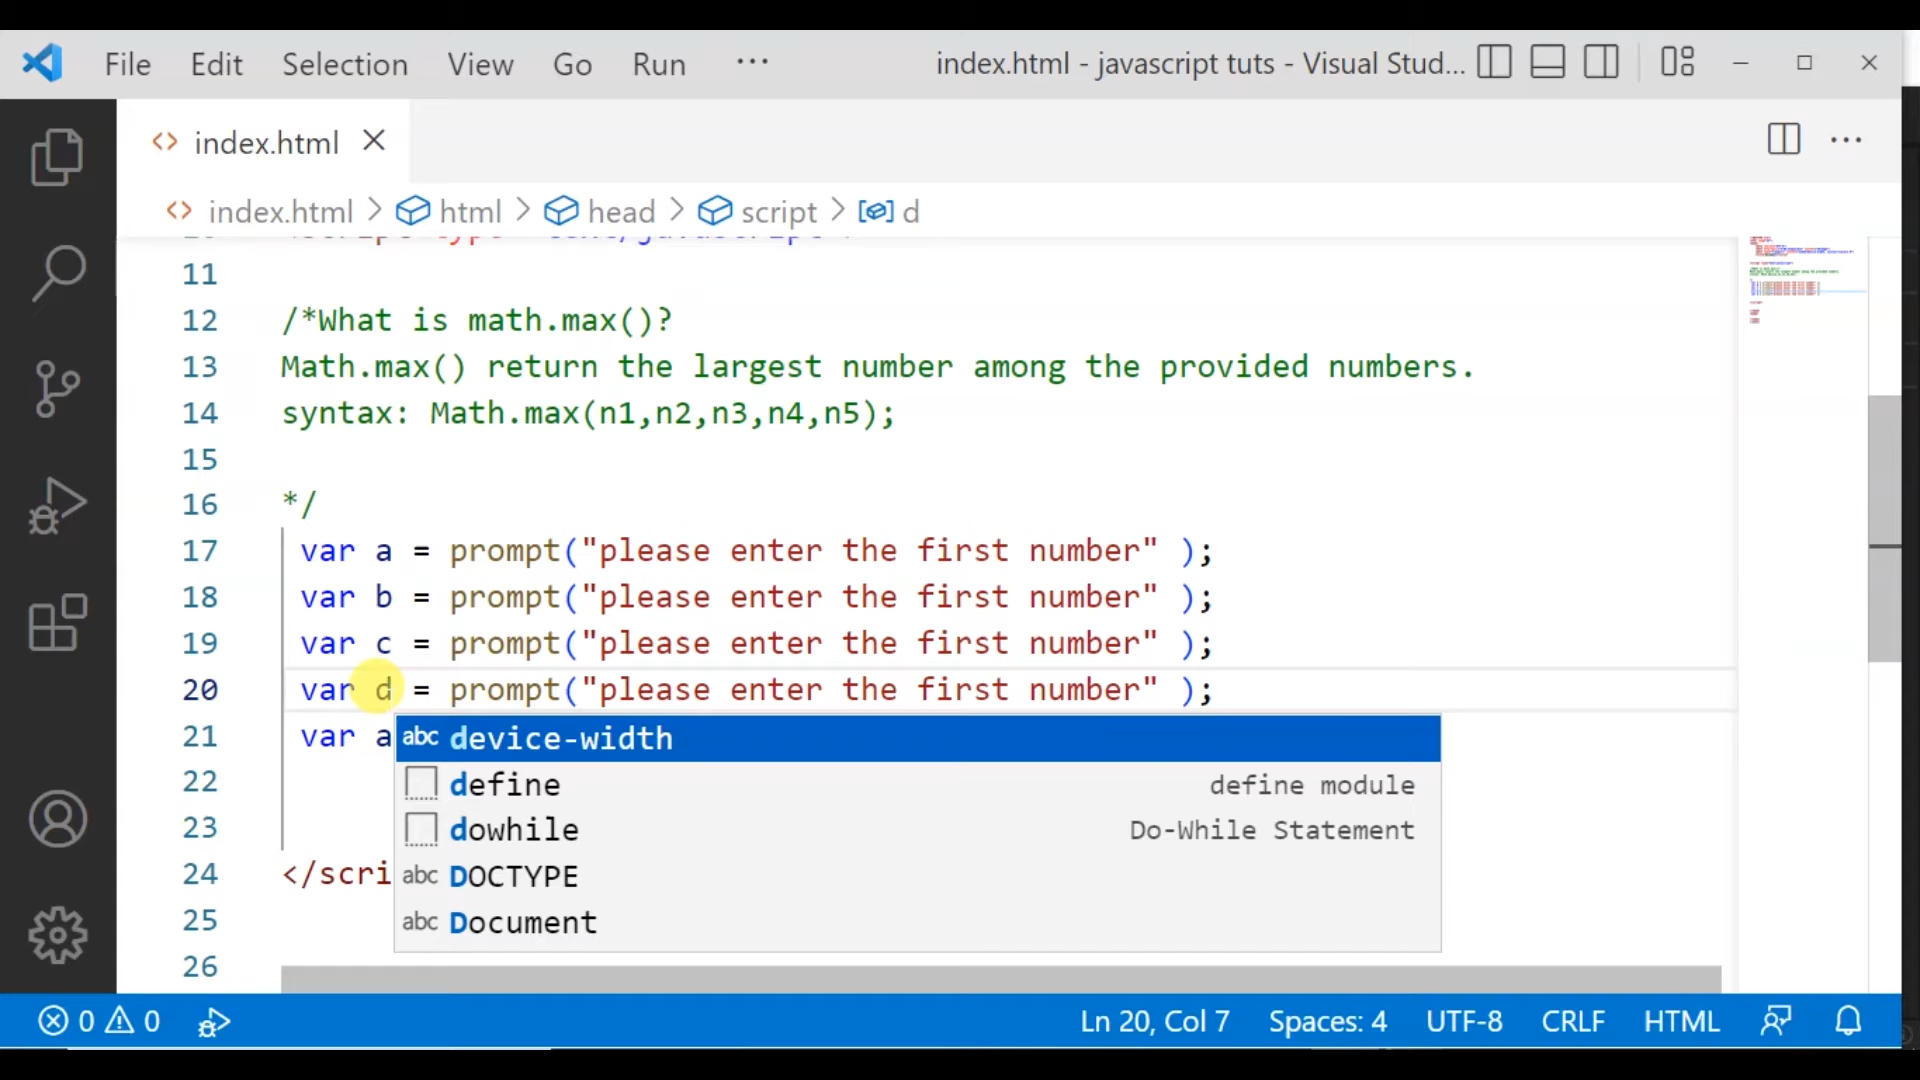 File Edit Selection View Go Run ··· index.html - javascript tuts - Visual Stud...
index.html
index.html > html > head > script > d
11
12 /*What is math.max()?
13 Math.max() return the largest number among the provided numbers.
14 syntax: Math.max(n1,n2,n3,n4,n5);
15
16 */
17 var a = prompt("please enter the first number" );
18 var b = prompt("please enter the first number" );
19 var c = prompt("please enter the first number" );
20 var d = prompt("please enter the first number" );
21 var a
abc device-width
22 define define module
23 dowhile Do-While Statement
24 </scri
abc DOCTYPE
25 abc Document
26
0 0 Ln 20, Col 7 Spaces: 4 UTF-8 CRLF HTML